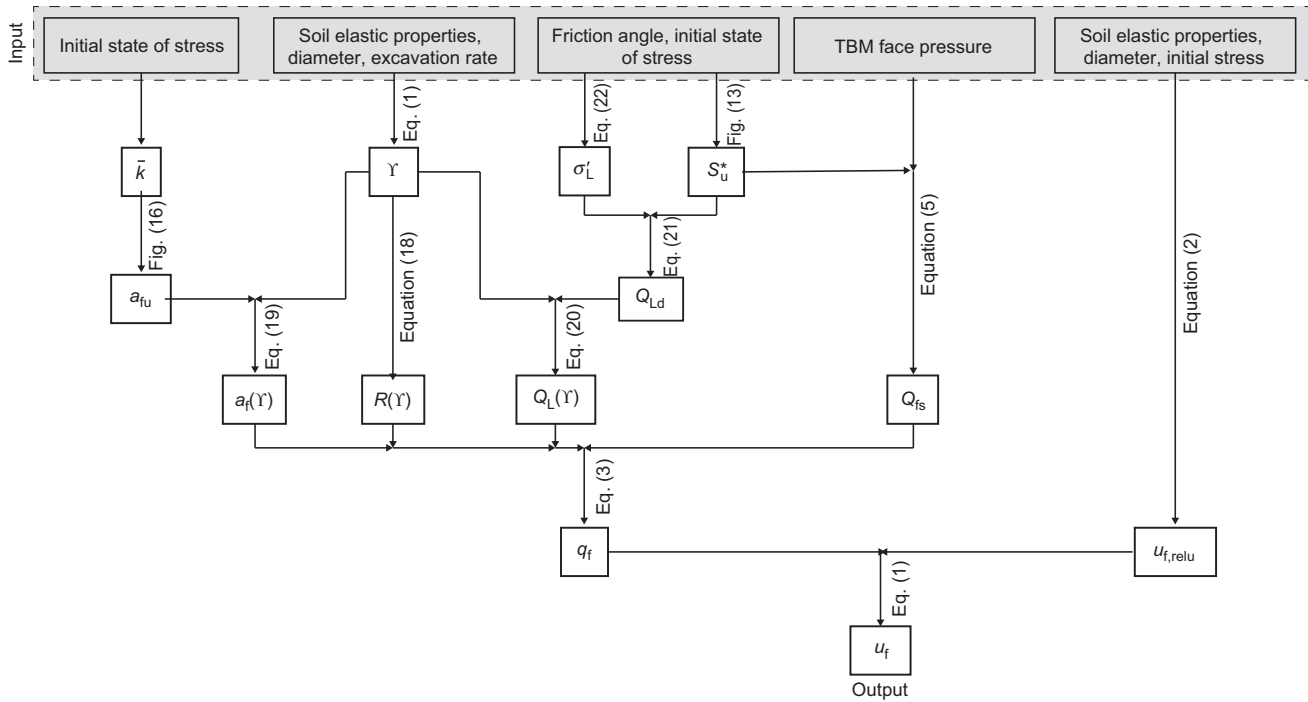 Input
Initial state of stress
Soil elastic properties,
diameter, excavation rate
Friction angle, initial state
of stress
TBM face pressure
Soil elastic properties,
diameter, initial stress
Eq. (1)
Eq. (22)
Fig. (13)
k̄
ϒ
σ′L
S*u
Fig. (16)
Equation (18)
Eq. (21)
Equation (5)
Equation (2)
afu
QLd
Eq. (19)
Eq. (20)
af(ϒ)
R(ϒ)
QL(ϒ)
Qfs
Eq. (3)
qf
uf,relu
Eq. (1)
uf
Output